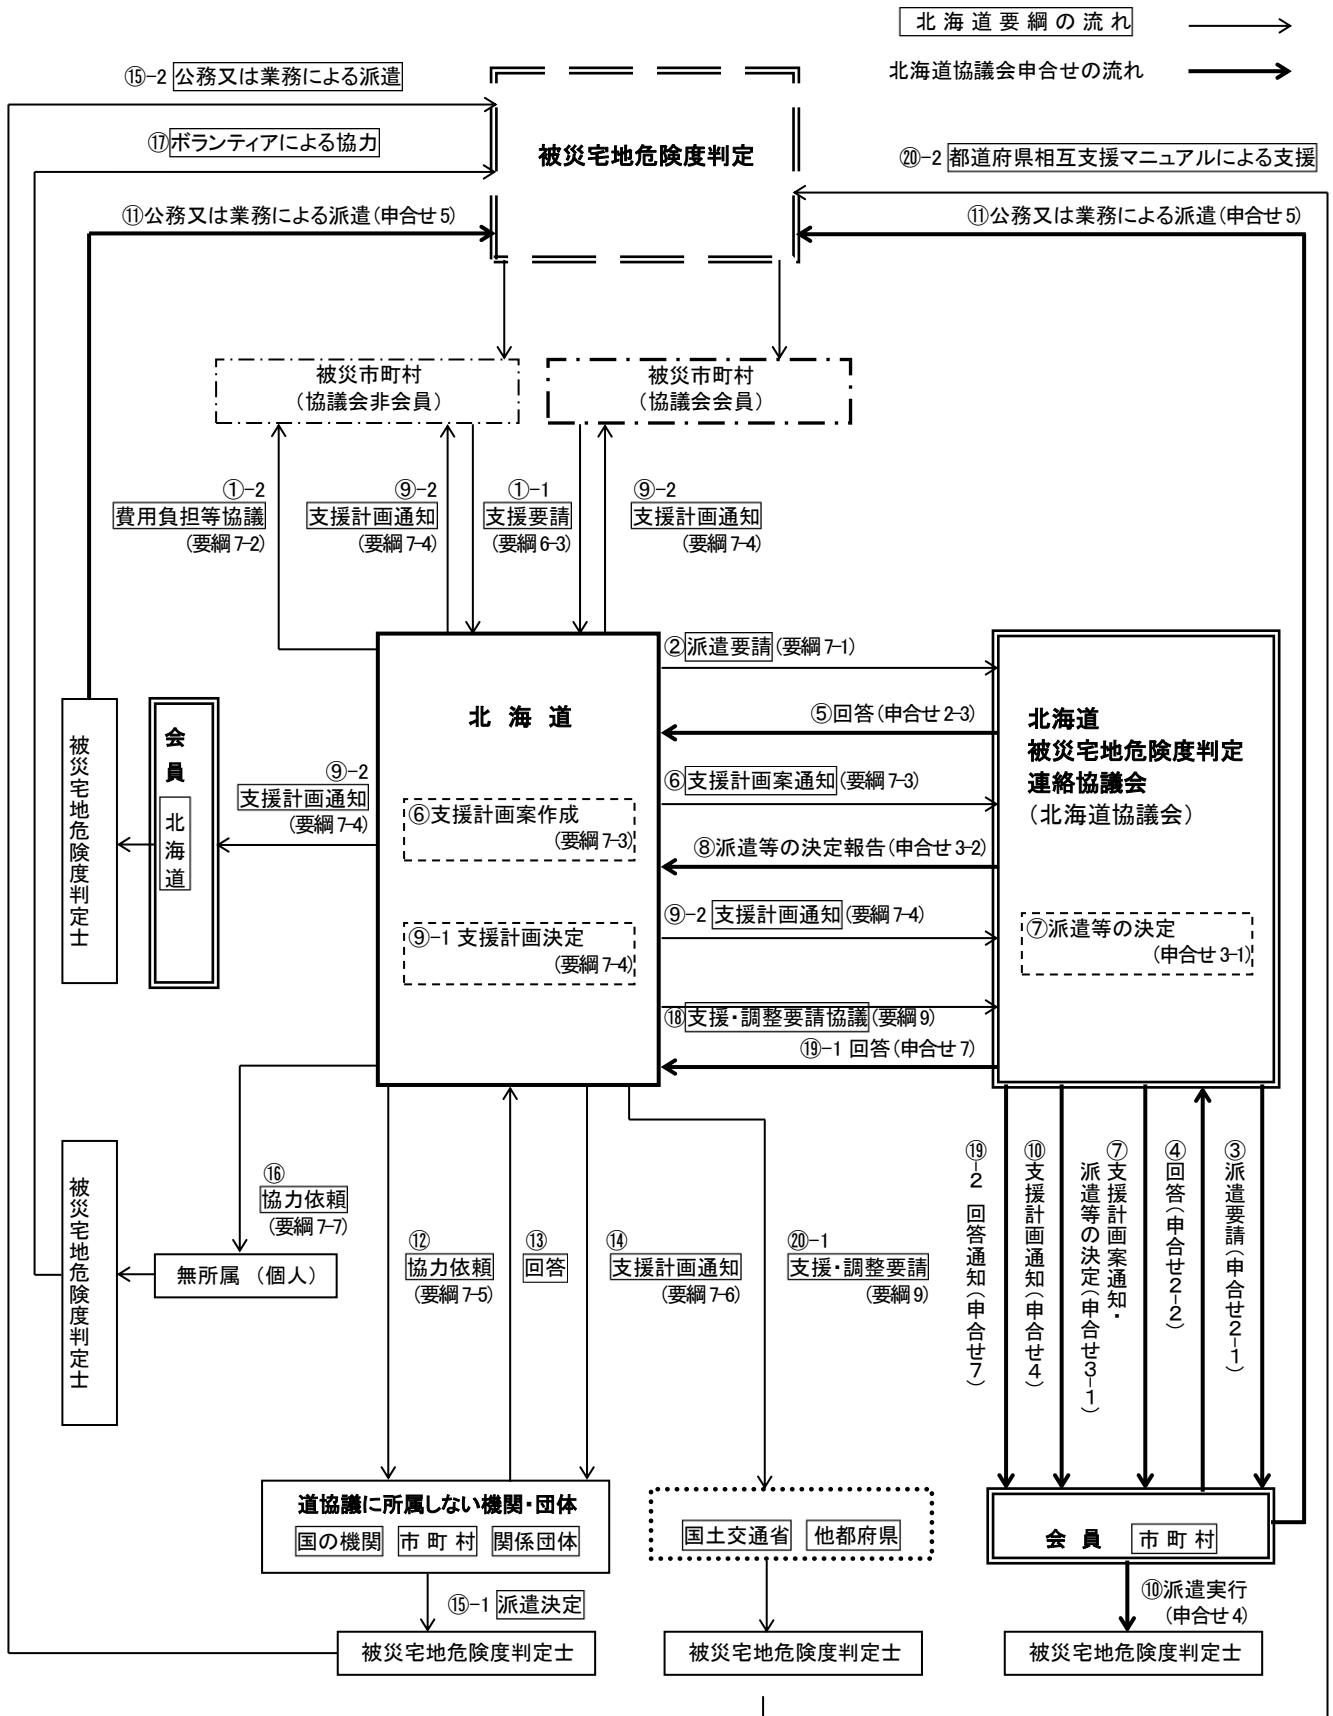 北海道要綱の流れ
北海道協議会申合せの流れ
⑮-2 公務又は業務による派遣
⑰ボランティアによる協力
被災宅地危険度判定
⑳-2 都道府県相互支援マニュアルによる支援
⑪公務又は業務による派遣(申合せ5)
⑪公務又は業務による派遣(申合せ5)
被災市町村
(協議会非会員)
被災市町村
(協議会会員)
①-2
費用負担等協議
(要綱7-2)
⑨-2
支援計画通知
(要綱7-4)
①-1
支援要請
(要綱6-3)
⑨-2
支援計画通知
(要綱7-4)
北海道
⑥支援計画案作成
(要綱7-3)
⑨-1 支援計画決定
(要綱7-4)
②派遣要請(要綱7-1)
⑤回答(申合せ2-3)
⑥支援計画案通知(要綱7-3)
⑧派遣等の決定報告(申合せ3-2)
⑨-2 支援計画通知(要綱7-4)
⑱支援・調整要請協議(要綱9)
⑲-1 回答(申合せ7)
北海道
被災宅地危険度判定
連絡協議会
(北海道協議会)
⑦派遣等の決定
(申合せ3-1)
被災宅地危険度判定士
会員
北海道
⑨-2
支援計画通知
(要綱7-4)
被災宅地危険度判定士
⑯
協力依頼
(要綱7-7)
無所属(個人)
⑫
協力依頼
(要綱7-5)
⑬
回答
⑭
支援計画通知
(要綱7-6)
⑳-1
支援・調整要請
(要綱9)
⑲-2 回答通知(申合せ7)
⑩支援計画通知(申合せ4)
⑦支援計画案通知・
派遣等の決定(申合せ3-1)
④回答(申合せ2-2)
③派遣要請(申合せ2-1)
道協議に所属しない機関・団体
国の機関 市町村 関係団体
国土交通省 他都府県
会員 市町村
⑮-1 派遣決定
⑩派遣実行
(申合せ4)
被災宅地危険度判定士
被災宅地危険度判定士
被災宅地危険度判定士